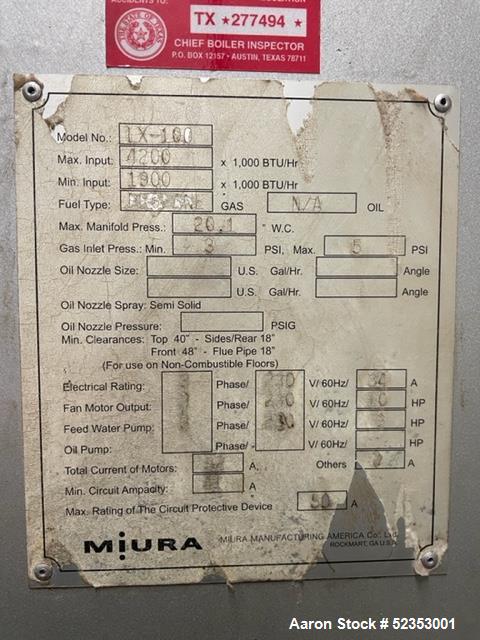 TX ★277494★
CHIEF BOILER INSPECTOR
P.O. BOX 12157 • AUSTIN, TEXAS 78711
Model No.: LX-100
Max. Input: 4200 x 1,000 BTU/Hr
Min. Input: 1900 x 1,000 BTU/Hr
Fuel Type: GAS N/A OIL
Max. Manifold Press.: 20.1 " W.C.
Gas Inlet Press.: Min. 3 PSI, Max. 5 PSI
Oil Nozzle Size: U.S. Gal/Hr. Angle
U.S. Gal/Hr. Angle
Oil Nozzle Spray: Semi Solid
Oil Nozzle Pressure: PSIG
Min. Clearances: Top 40" - Sides/Rear 18"
Front 48" - Flue Pipe 18"
(For use on Non-Combustible Floors)
Electrical Rating: Phase/ V/ 60Hz/ A
Fan Motor Output: Phase/ V/ 60Hz/ 10 HP
Feed Water Pump: Phase/ V/ 60Hz/ HP
Oil Pump: Phase/ - V/ 60Hz/ HP
Total Current of Motors: A. Others A.
Min. Circuit Ampacity: A
Max. Rating of The Circuit Protective Device 50 A
MIURA MIURA MANUFACTURING AMERICA Co., Ltd.
ROCKMART, GA U.S.A.
Aaron Stock # 52353001